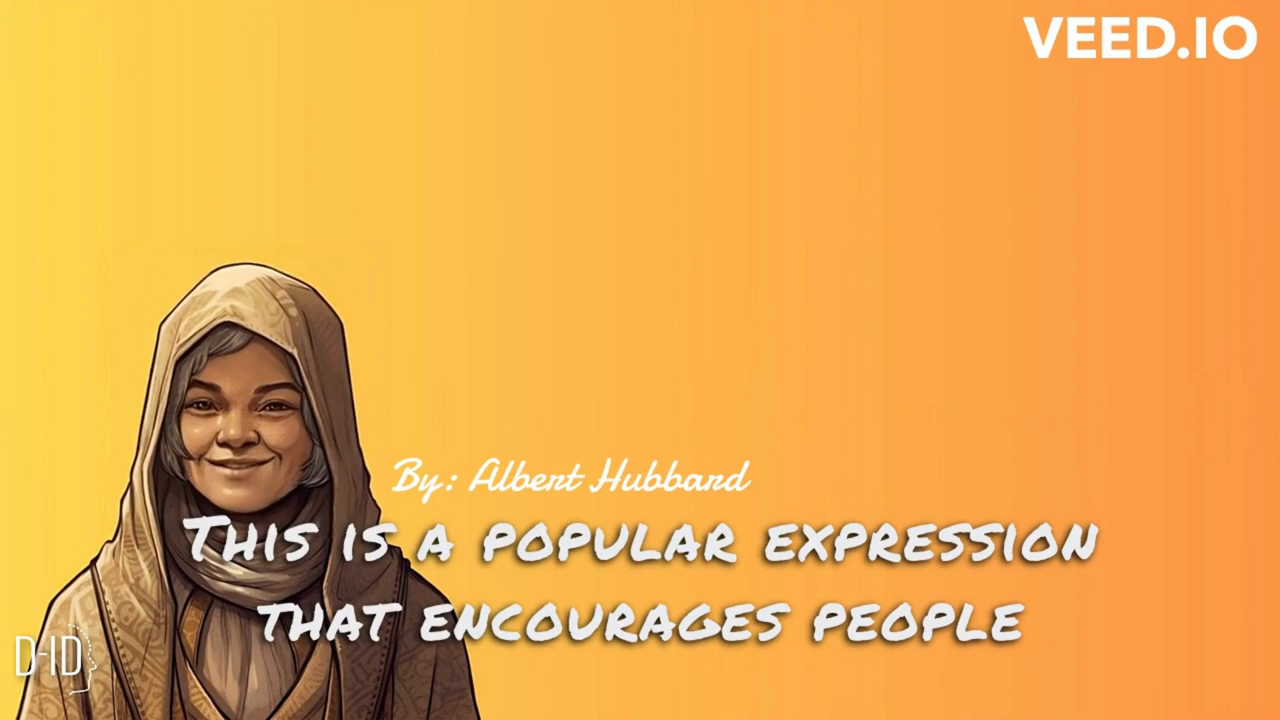 VEED.IO
By: Albert Hubbard
THIS IS A POPULAR EXPRESSION
THAT ENCOURAGES PEOPLE
D-ID